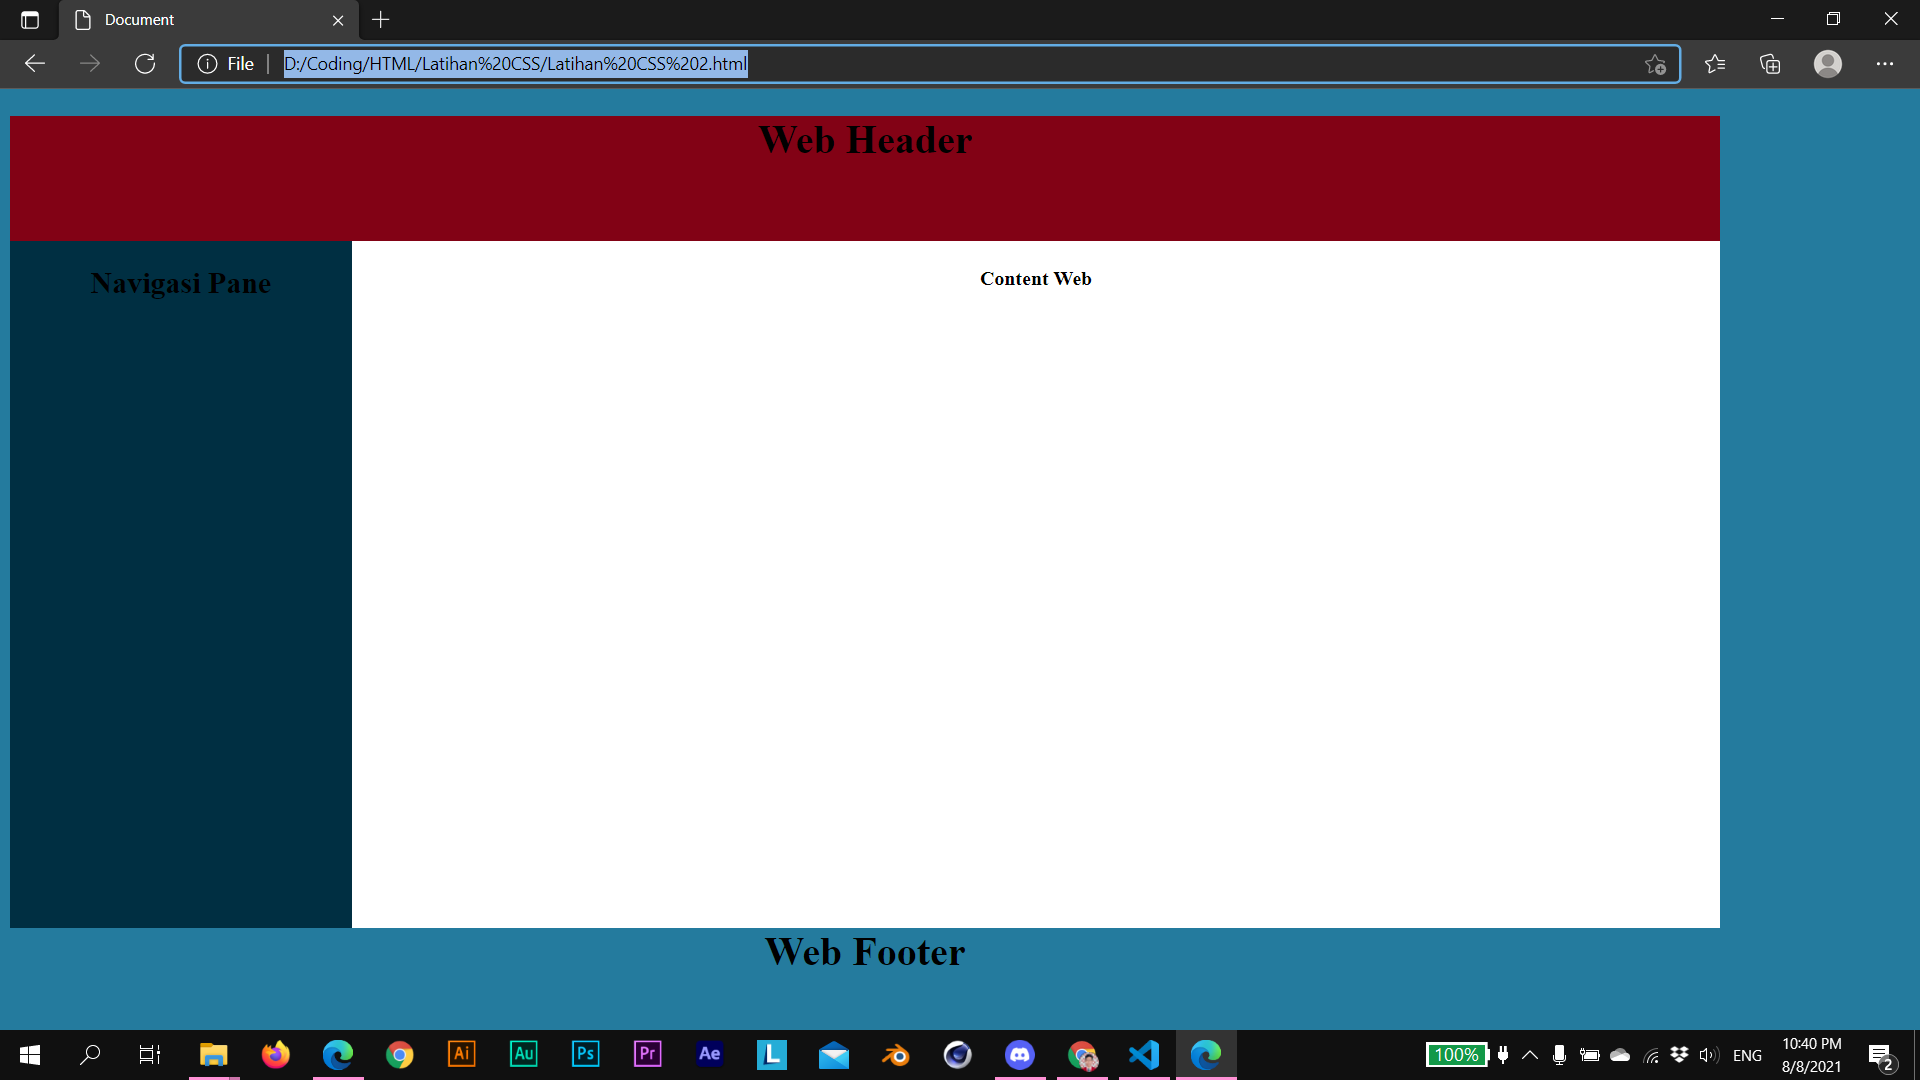 Document
File
D:/Coding/HTML/Latihan%20CSS/Latihan%20CSS%202.html
Web Header
Navigasi Pane
Content Web
Web Footer
Ai
Au
Ps
Pr
Ae
L
100%
ENG
10:40 PM
8/8/2021
2